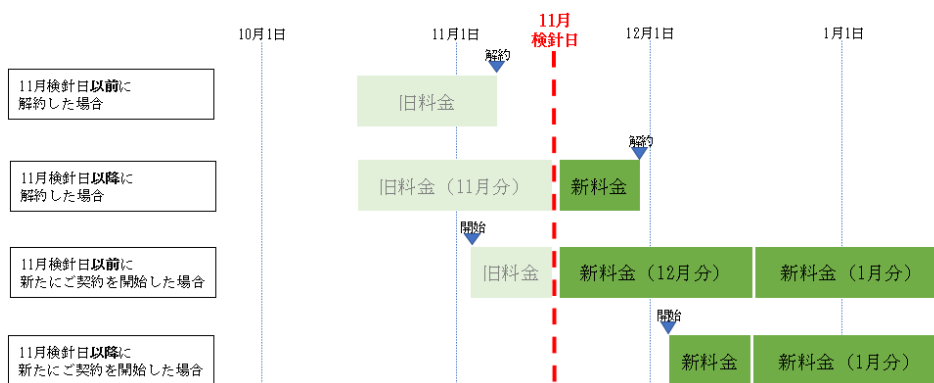 10月1日
11月1日
11月
検針日
12月1日
1月1日
11月検針日以前に
解約した場合
解約
旧料金
11月検針日以降に
解約した場合
旧料金（11月分）
新料金
解約
11月検針日以前に
新たにご契約を開始した場合
開始
旧料金
新料金（12月分）
新料金（1月分）
11月検針日以降に
新たにご契約を開始した場合
開始
新料金
新料金（1月分）